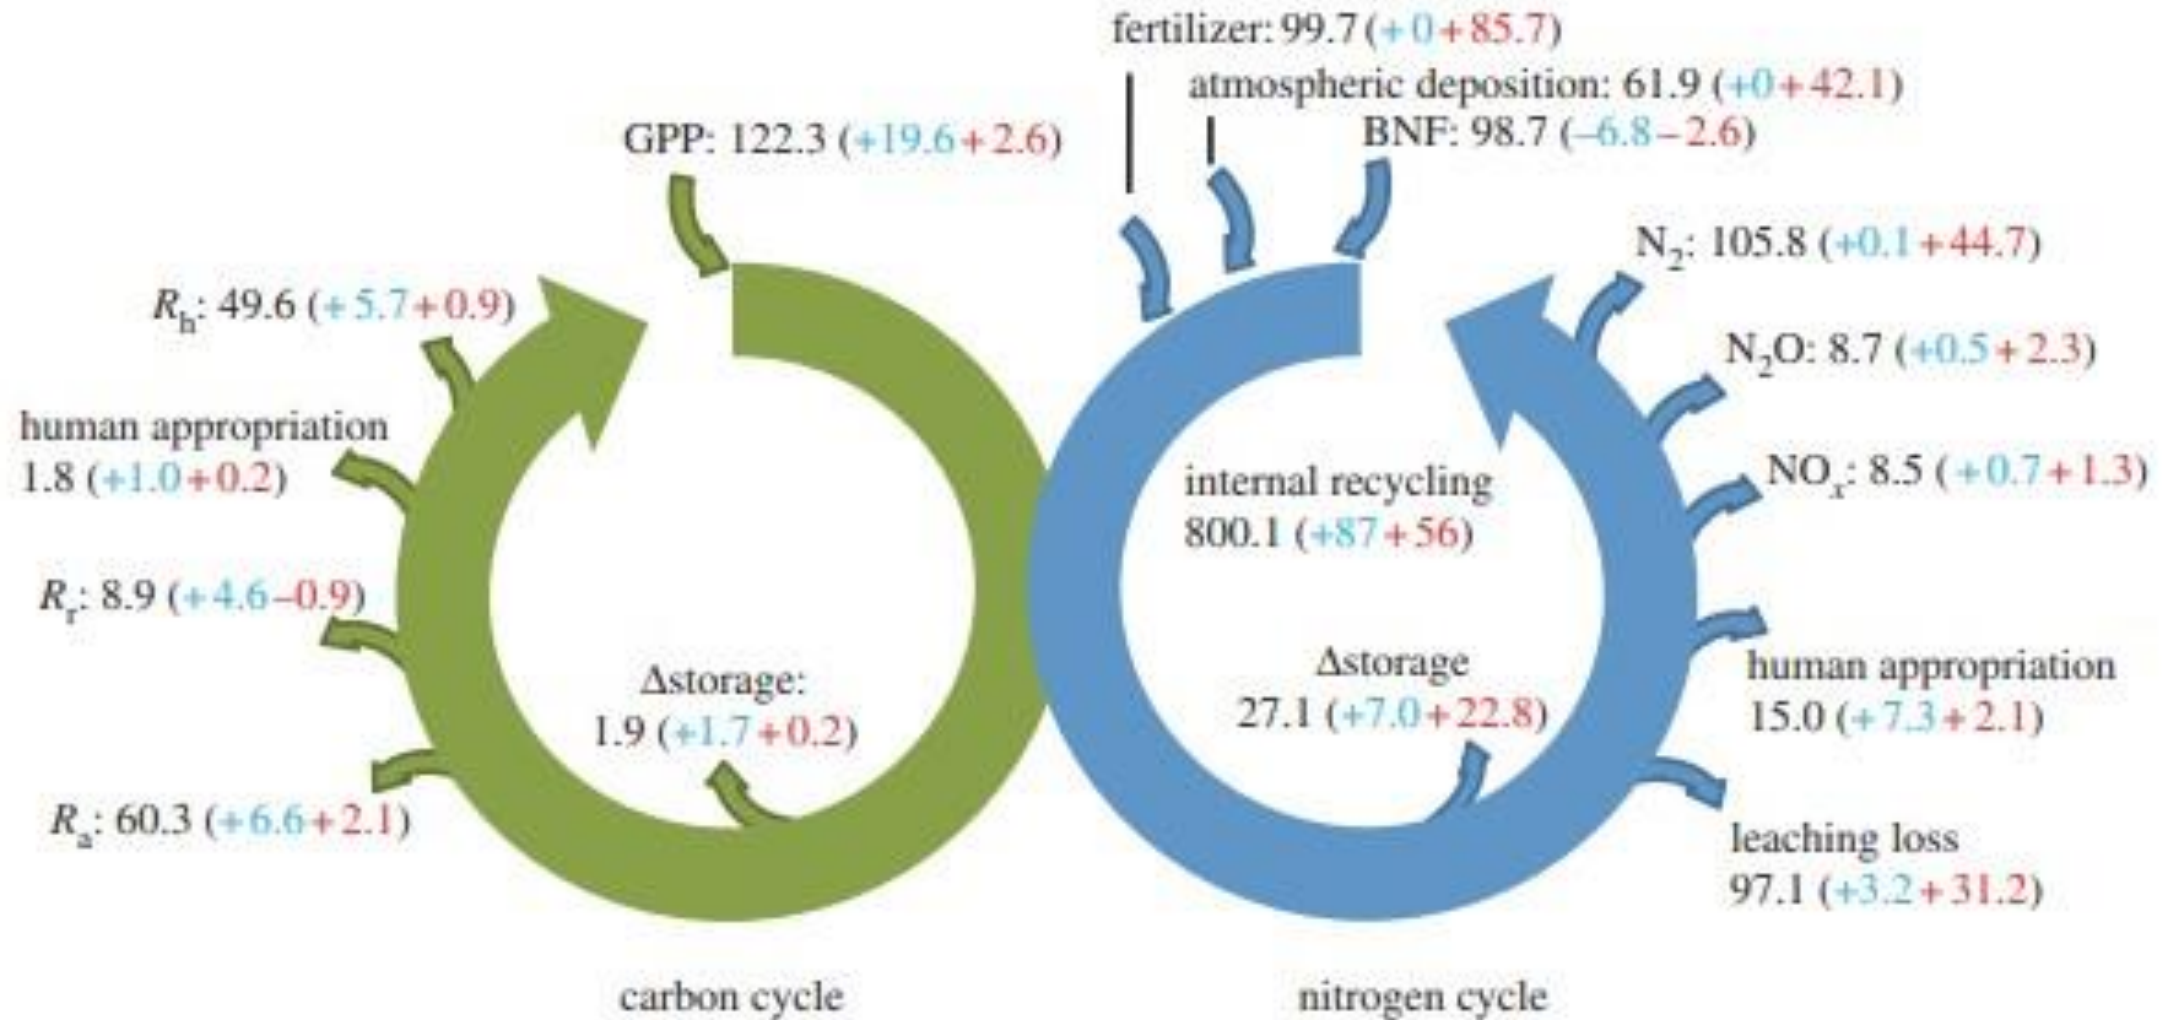 fertilizer: 99.7 (+0+85.7)
atmospheric deposition: 61.9 (+0+42.1)
GPP: 122.3 (+19.6+2.6)
BNF: 98.7 (–6.8–2.6)
Rh: 49.6 (+5.7+0.9)
human appropriation
1.8 (+1.0+0.2)
Rr: 8.9 (+4.6–0.9)
Ra: 60.3 (+6.6+2.1)
Δstorage:
1.9 (+1.7+0.2)
carbon cycle
N2: 105.8 (+0.1+44.7)
N2O: 8.7 (+0.5+2.3)
NOx: 8.5 (+0.7+1.3)
internal recycling
800.1 (+87+56)
Δstorage
27.1 (+7.0+22.8)
human appropriation
15.0 (+7.3+2.1)
leaching loss
97.1 (+3.2+31.2)
nitrogen cycle